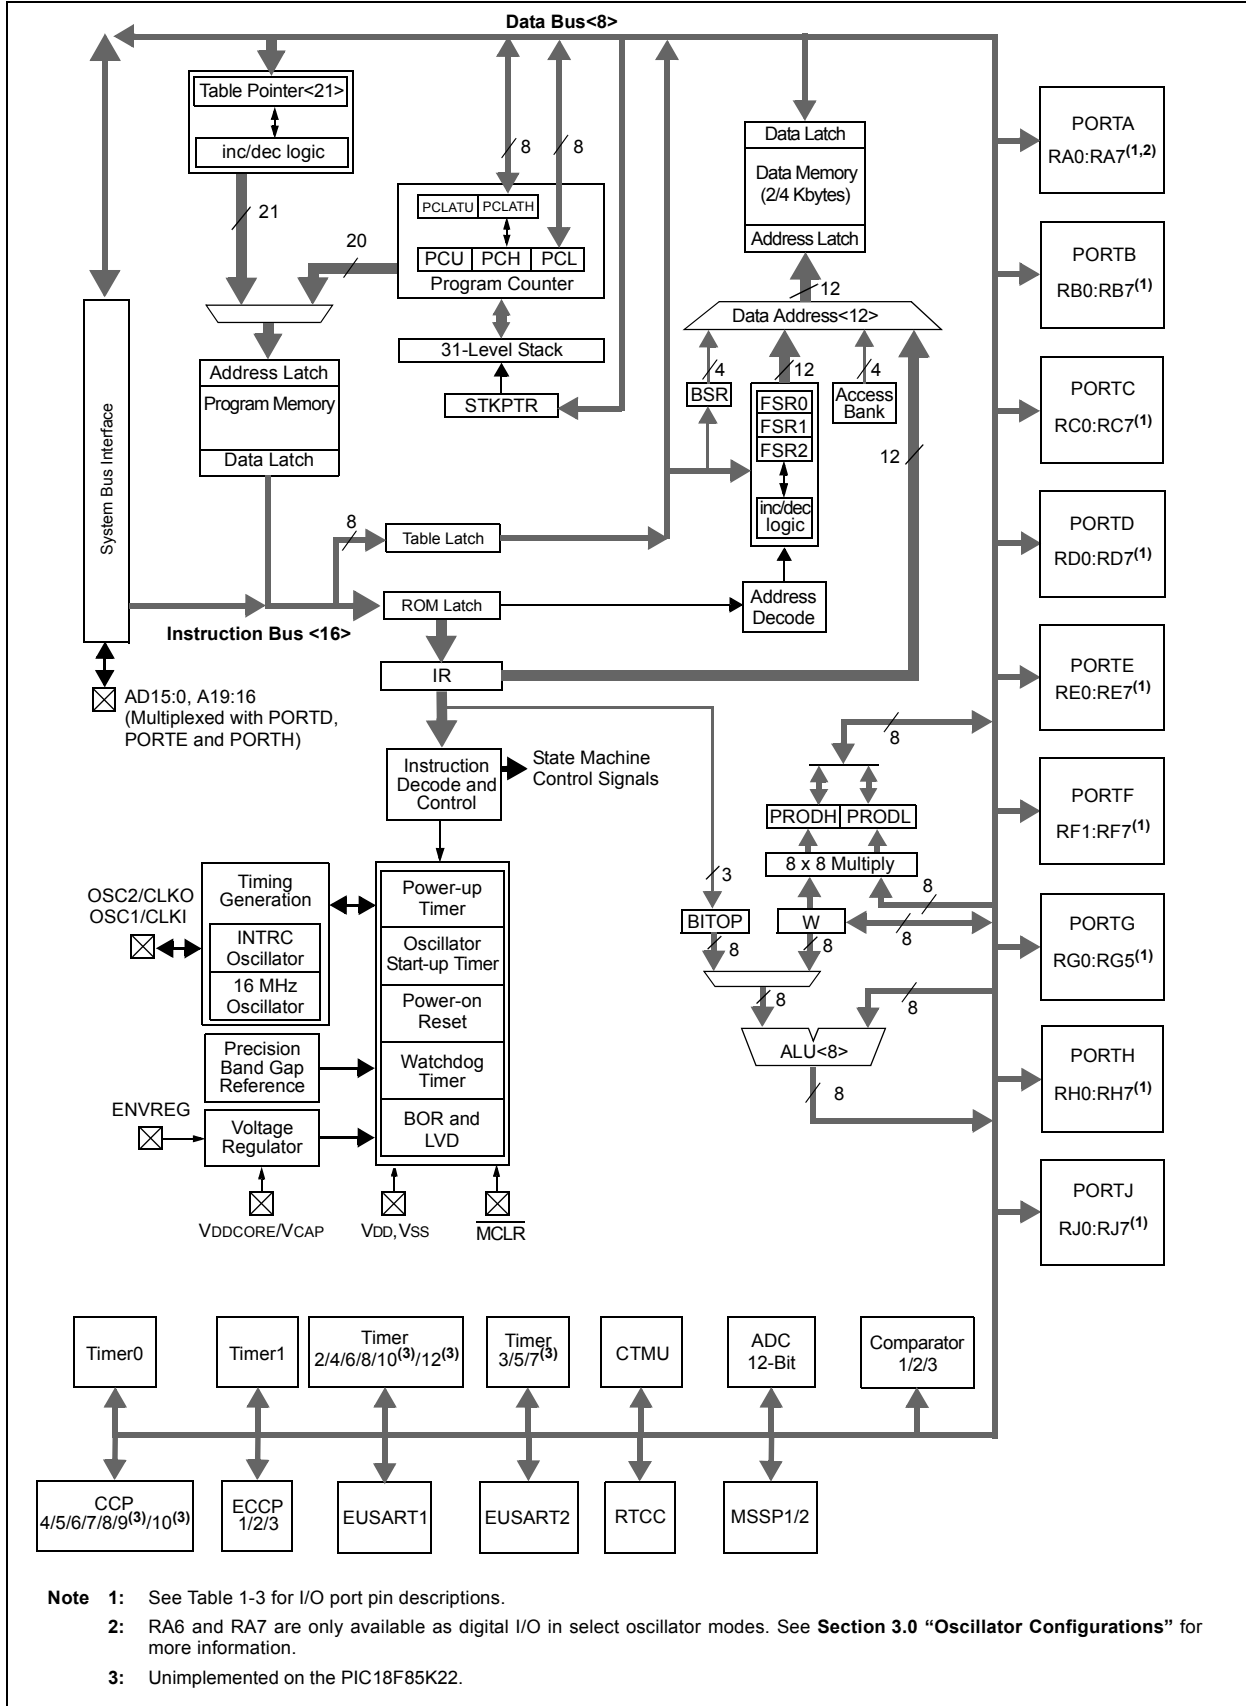 Data Bus<8>
Table Pointer<21>
inc/dec logic
21
20
8
8
PCLATU PCLATH
PCU PCH PCL
Program Counter
31-Level Stack
STKPTR
Data Latch
Data Memory
(2/4 Kbytes)
Address Latch
12
Data Address<12>
4
12
4
BSR
FSR0
FSR1
FSR2
inc/dec
logic
Access
Bank
12
Address
Decode
System Bus Interface
Address Latch
Program Memory
Data Latch
8
Table Latch
ROM Latch
Instruction Bus <16>
IR
AD15:0, A19:16
(Multiplexed with PORTD,
PORTE and PORTH)
Instruction
Decode and
Control
State Machine
Control Signals
8
PRODH PRODL
8 x 8 Multiply
3
8
BITOP
W
8
8
8
8
8
ALU<8>
8
OSC2/CLKO
OSC1/CLKI
Timing
Generation
INTRC
Oscillator
16 MHz
Oscillator
Precision
Band Gap
Reference
ENVREG
Voltage
Regulator
Power-up
Timer
Oscillator
Start-up Timer
Power-on
Reset
Watchdog
Timer
BOR and
LVD
VDDCORE/VCAP
VDD, VSS
MCLR
PORTA
RA0:RA7(1,2)
PORTB
RB0:RB7(1)
PORTC
RC0:RC7(1)
PORTD
RD0:RD7(1)
PORTE
RE0:RE7(1)
PORTF
RF1:RF7(1)
PORTG
RG0:RG5(1)
PORTH
RH0:RH7(1)
PORTJ
RJ0:RJ7(1)
Timer0
Timer1
Timer
2/4/6/8/10(3)/12(3)
Timer
3/5/7(3)
CTMU
ADC
12-Bit
Comparator
1/2/3
CCP
4/5/6/7/8/9(3)/10(3)
ECCP
1/2/3
EUSART1
EUSART2
RTCC
MSSP1/2
Note 1: See Table 1-3 for I/O port pin descriptions.
2: RA6 and RA7 are only available as digital I/O in select oscillator modes. See Section 3.0 “Oscillator Configurations” for
more information.
3: Unimplemented on the PIC18F85K22.